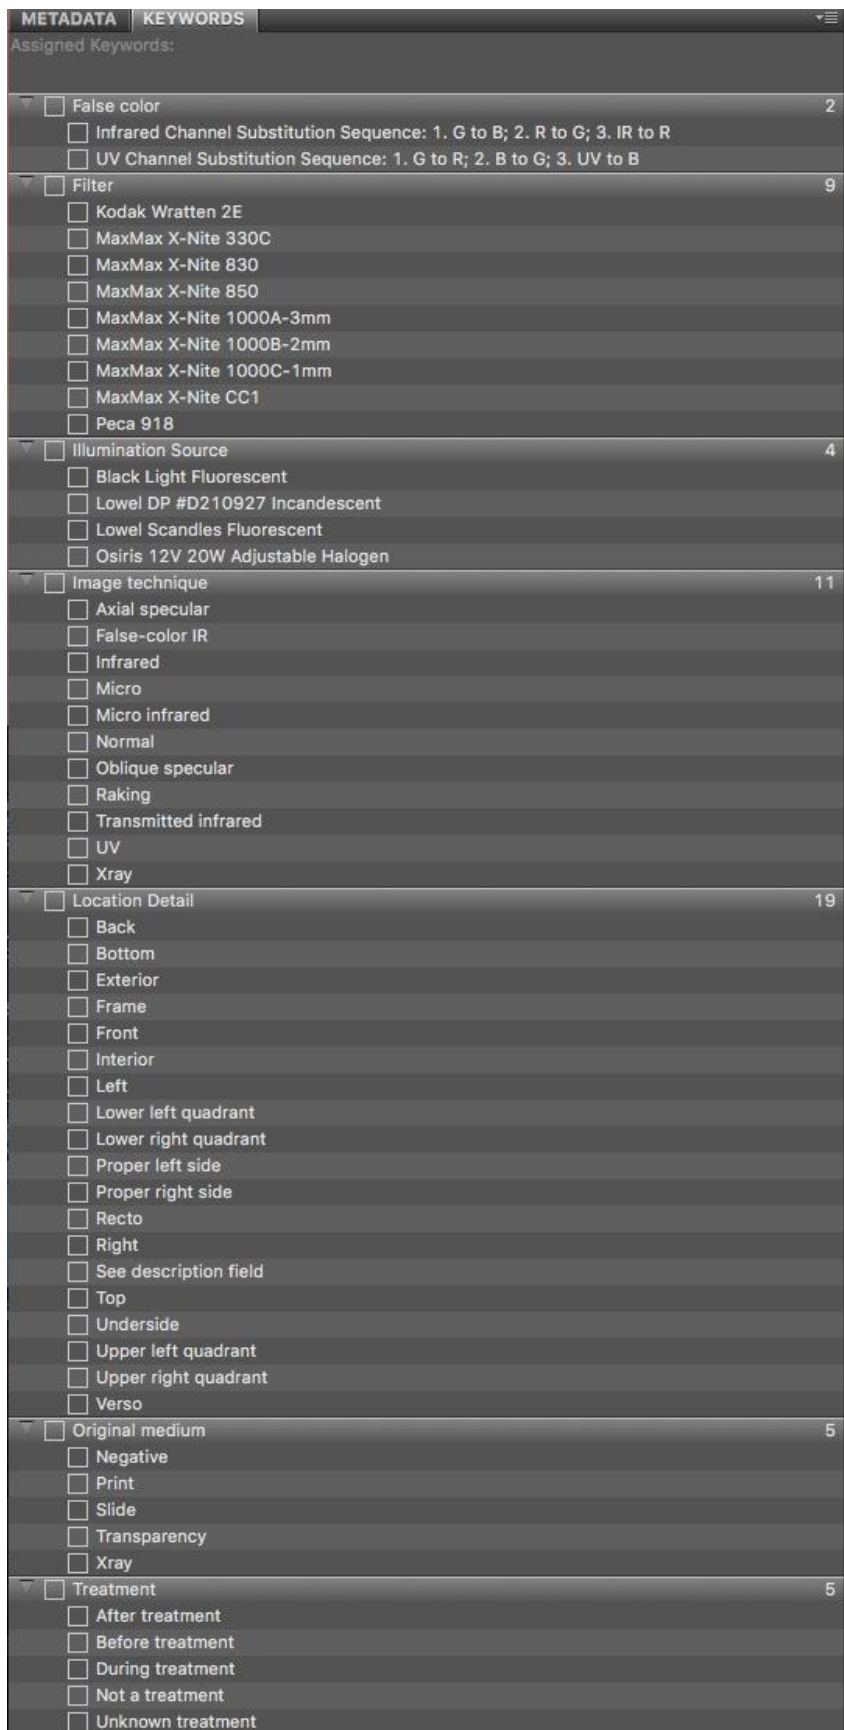 METADATA KEYWORDS
Assigned Keywords:
False color 2
Infrared Channel Substitution Sequence: 1. G to B; 2. R to G; 3. IR to R
UV Channel Substitution Sequence: 1. G to R; 2. B to G; 3. UV to B
Filter 9
Kodak Wratten 2E
MaxMax X-Nite 330C
MaxMax X-Nite 830
MaxMax X-Nite 850
MaxMax X-Nite 1000A-3mm
MaxMax X-Nite 1000B-2mm
MaxMax X-Nite 1000C-1mm
MaxMax X-Nite CC1
Peca 918
Illumination Source 4
Black Light Fluorescent
Lowel DP #D210927 Incandescent
Lowel Scandles Fluorescent
Osiris 12V 20W Adjustable Halogen
Image technique 11
Axial specular
False-color IR
Infrared
Micro
Micro infrared
Normal
Oblique specular
Raking
Transmitted infrared
UV
Xray
Location Detail 19
Back
Bottom
Exterior
Frame
Front
Interior
Left
Lower left quadrant
Lower right quadrant
Proper left side
Proper right side
Recto
Right
See description field
Top
Underside
Upper left quadrant
Upper right quadrant
Verso
Original medium 5
Negative
Print
Slide
Transparency
Xray
Treatment 5
After treatment
Before treatment
During treatment
Not a treatment
Unknown treatment